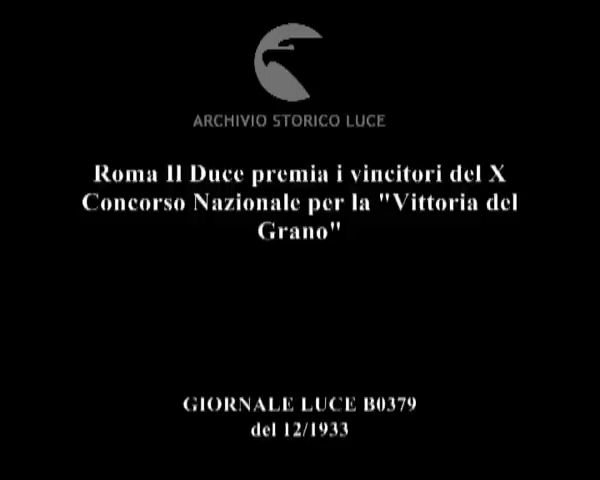 ARCHIVIO STORICO LUCE
Roma Il Duce premia i vincitori del X
Concorso Nazionale per la "Vittoria del
Grano"
GIORNALE LUCE B0379
del 12/1933